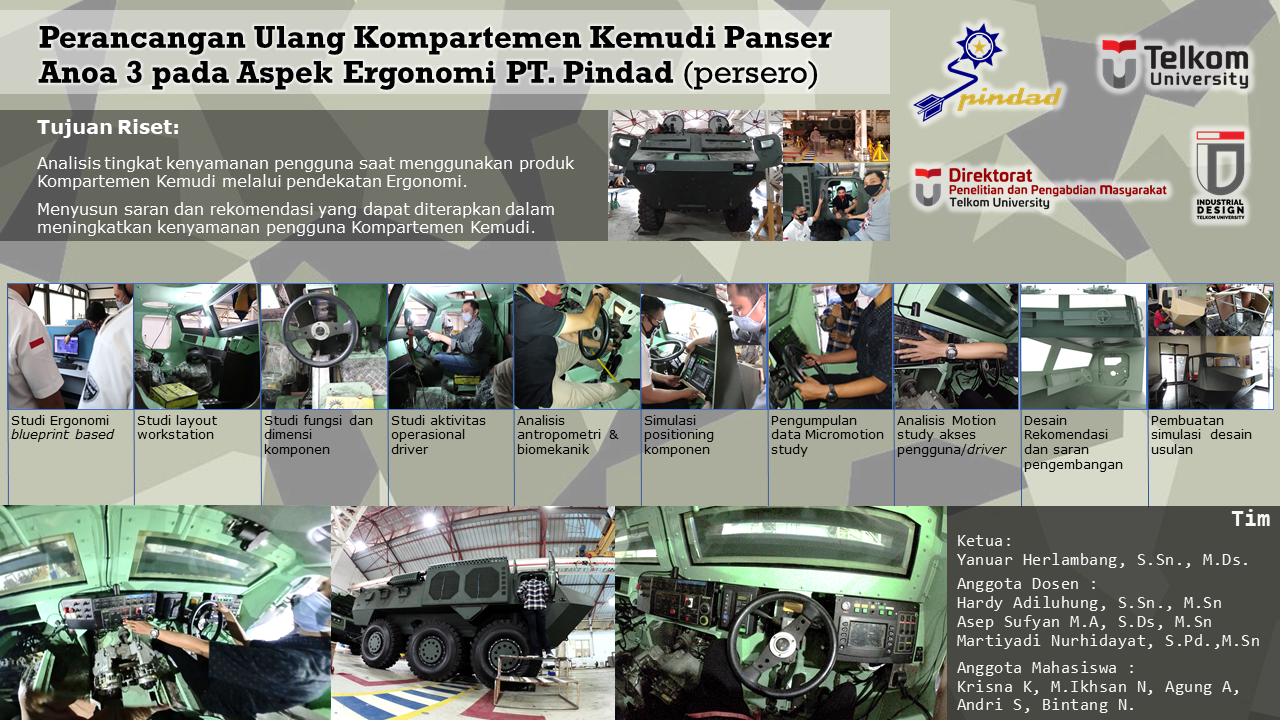 Perancangan Ulang Kompartemen Kemudi Panser
Anoa 3 pada Aspek Ergonomi PT. Pindad (persero)
pindad
Telkom
University
Tujuan Riset:
Analisis tingkat kenyamanan pengguna saat menggunakan produk
Kompartemen Kemudi melalui pendekatan Ergonomi.
Menyusun saran dan rekomendasi yang dapat diterapkan dalam
meningkatkan kenyamanan pengguna Kompartemen Kemudi.
Direktorat
Penelitian dan Pengabdian Masyarakat
Telkom University
INDUSTRIAL
DESIGN
TELKOM UNIVERSITY
Studi Ergonomi
blueprint based
Studi layout
workstation
Studi fungsi dan
dimensi
komponen
Studi aktivitas
operasional
driver
Analisis
antropometri &
biomekanik
Simulasi
positioning
komponen
Pengumpulan
data Micromotion
study
Analisis Motion
study akses
pengguna/driver
Desain
Rekomendasi
dan saran
pengembangan
Pembuatan
simulasi desain
usulan
Tim
Ketua:
Yanuar Herlambang, S.Sn., M.Ds.
Anggota Dosen :
Hardy Adiluhung, S.Sn., M.Sn
Asep Sufyan M.A, S.Ds, M.Sn
Martiyadi Nurhidayat, S.Pd.,M.Sn
Anggota Mahasiswa :
Krisna K, M.Ikhsan N, Agung A,
Andri S, Bintang N.